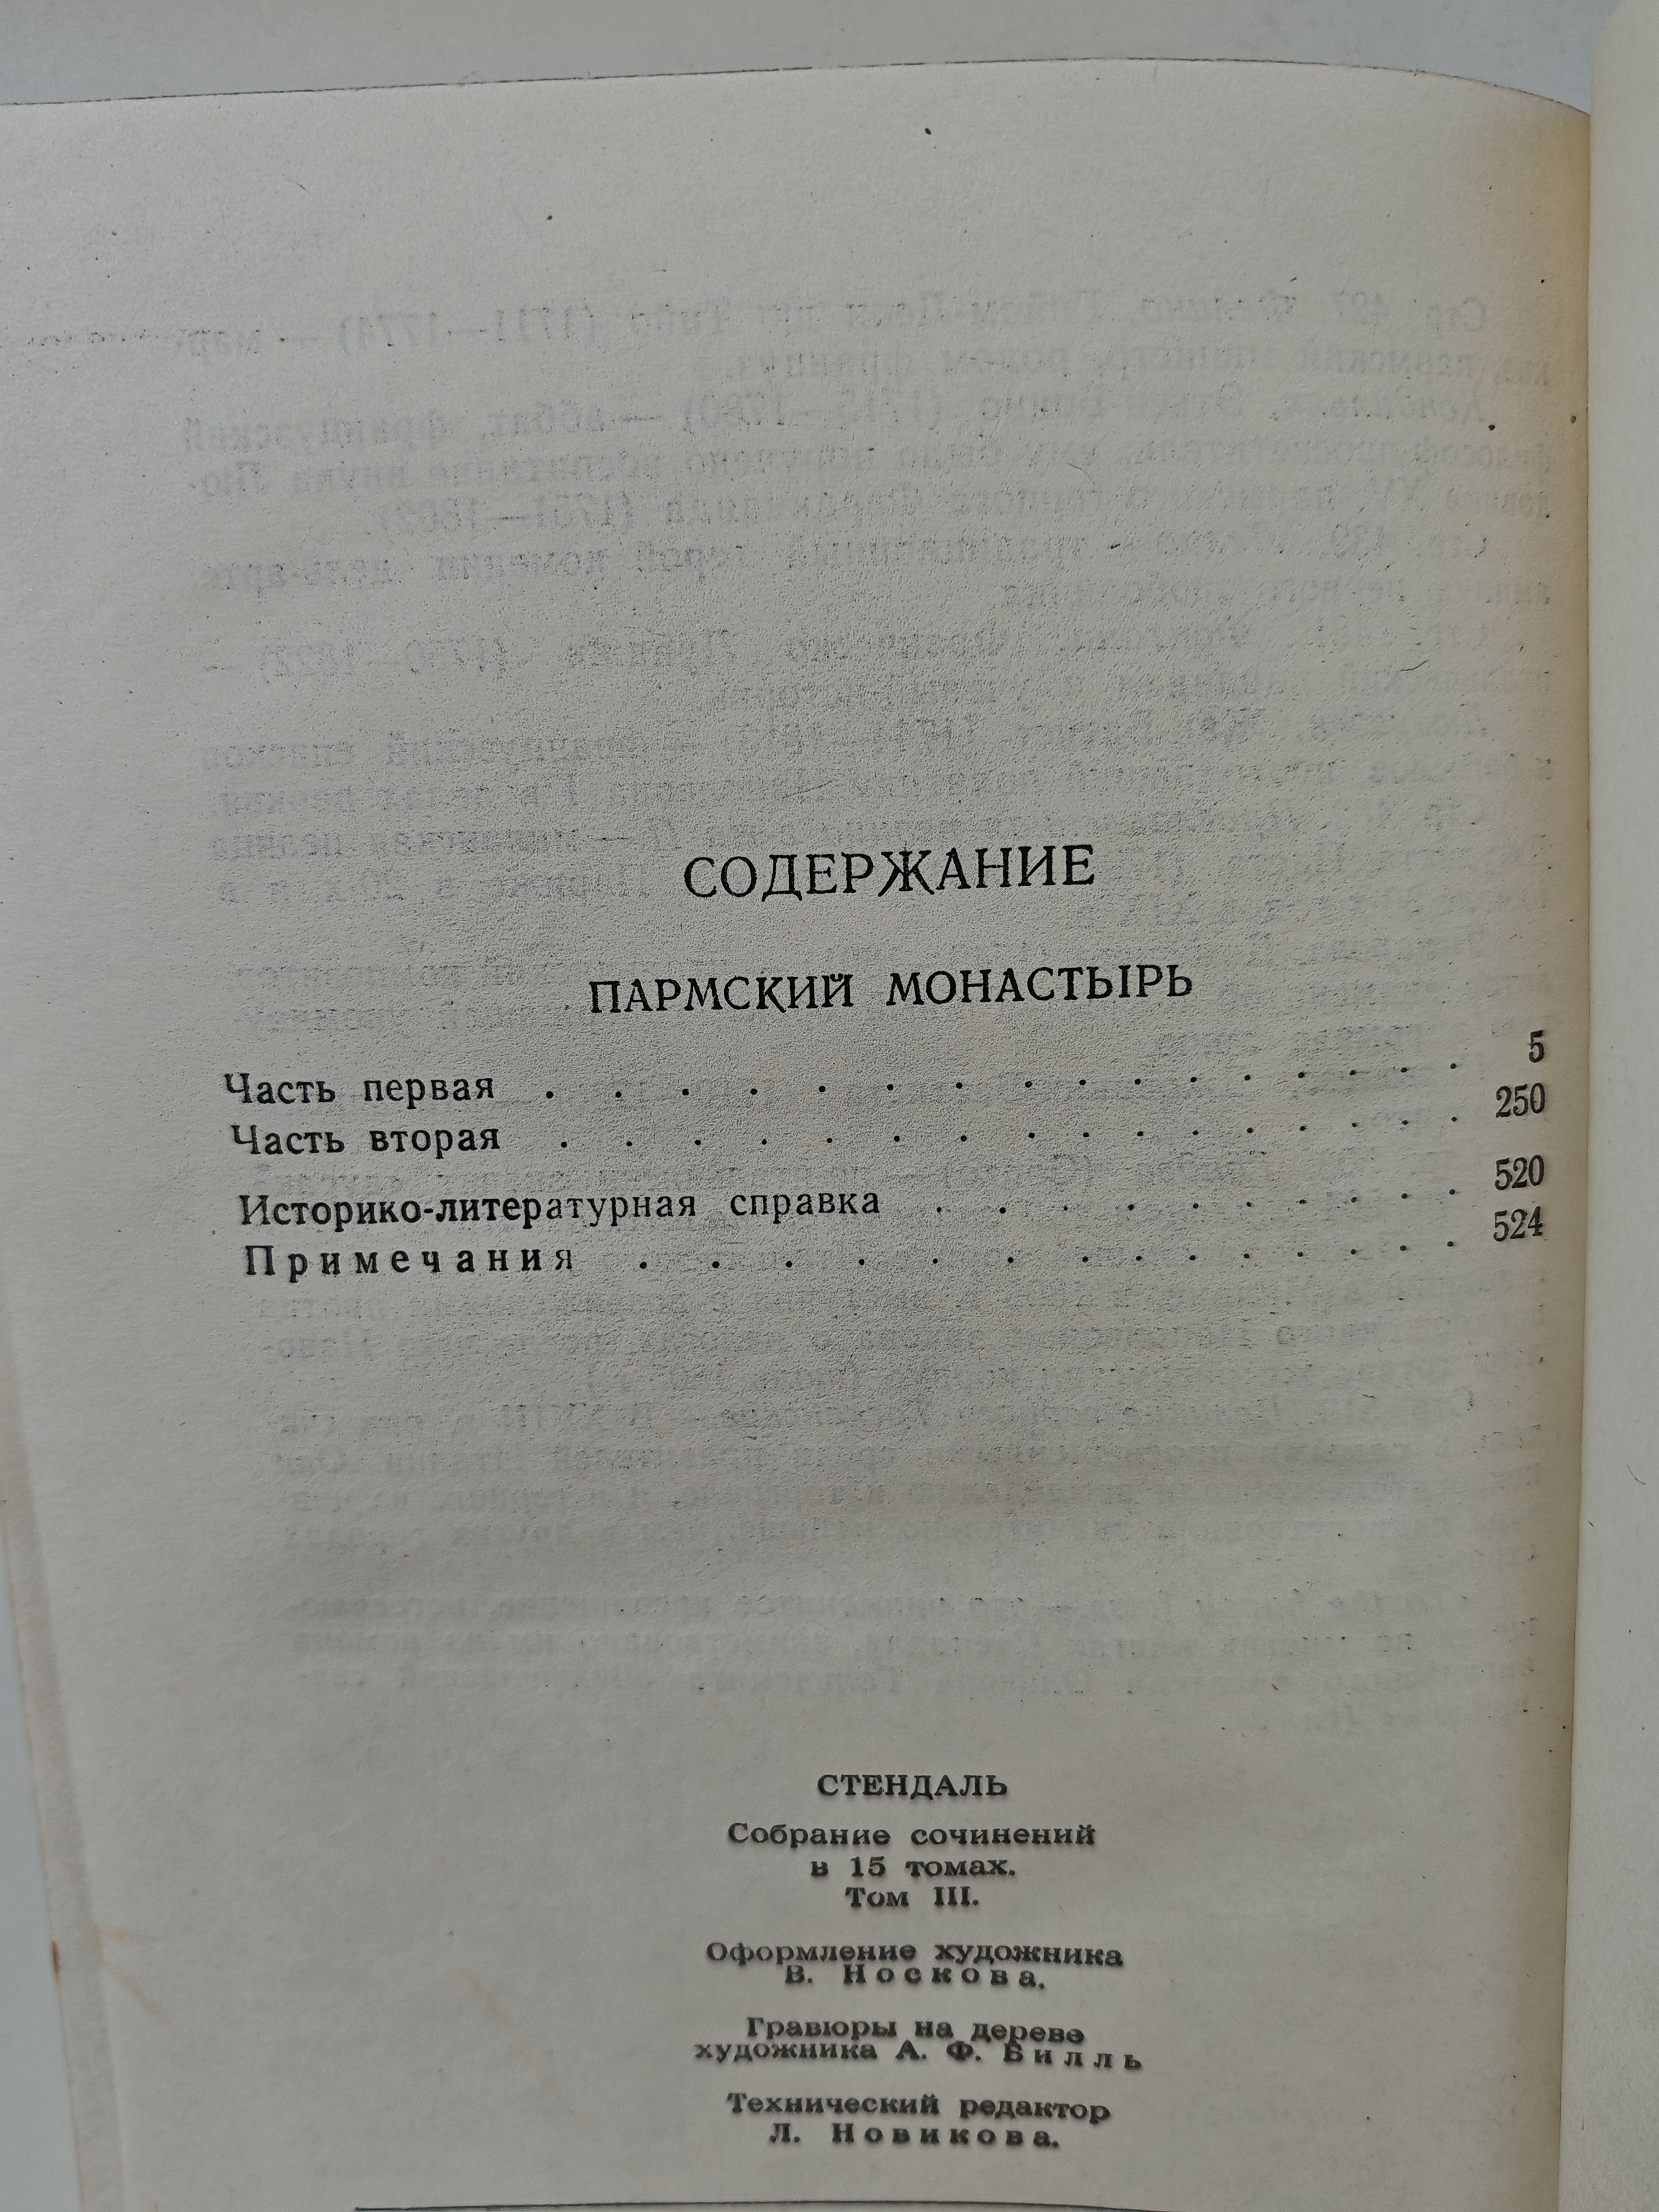 СОДЕРЖАНИЕ
ПАРМСКИЙ МОНАСТЫРЬ
Часть первая . . . . . . . . . . . . . . 5
Часть вторая . . . . . . . . . . . . . . 250
Историко-литературная справка . . . . . . . . . 520
Примечания . . . . . . . . . . . . 524
СТЕНДАЛЬ
Собрание сочинений
в 15 томах.
Том III.
Оформление художника
В. Носкова.
Гравюры на дереве
художника А. Ф. Билль
Технический редактор
Л. Новикова.